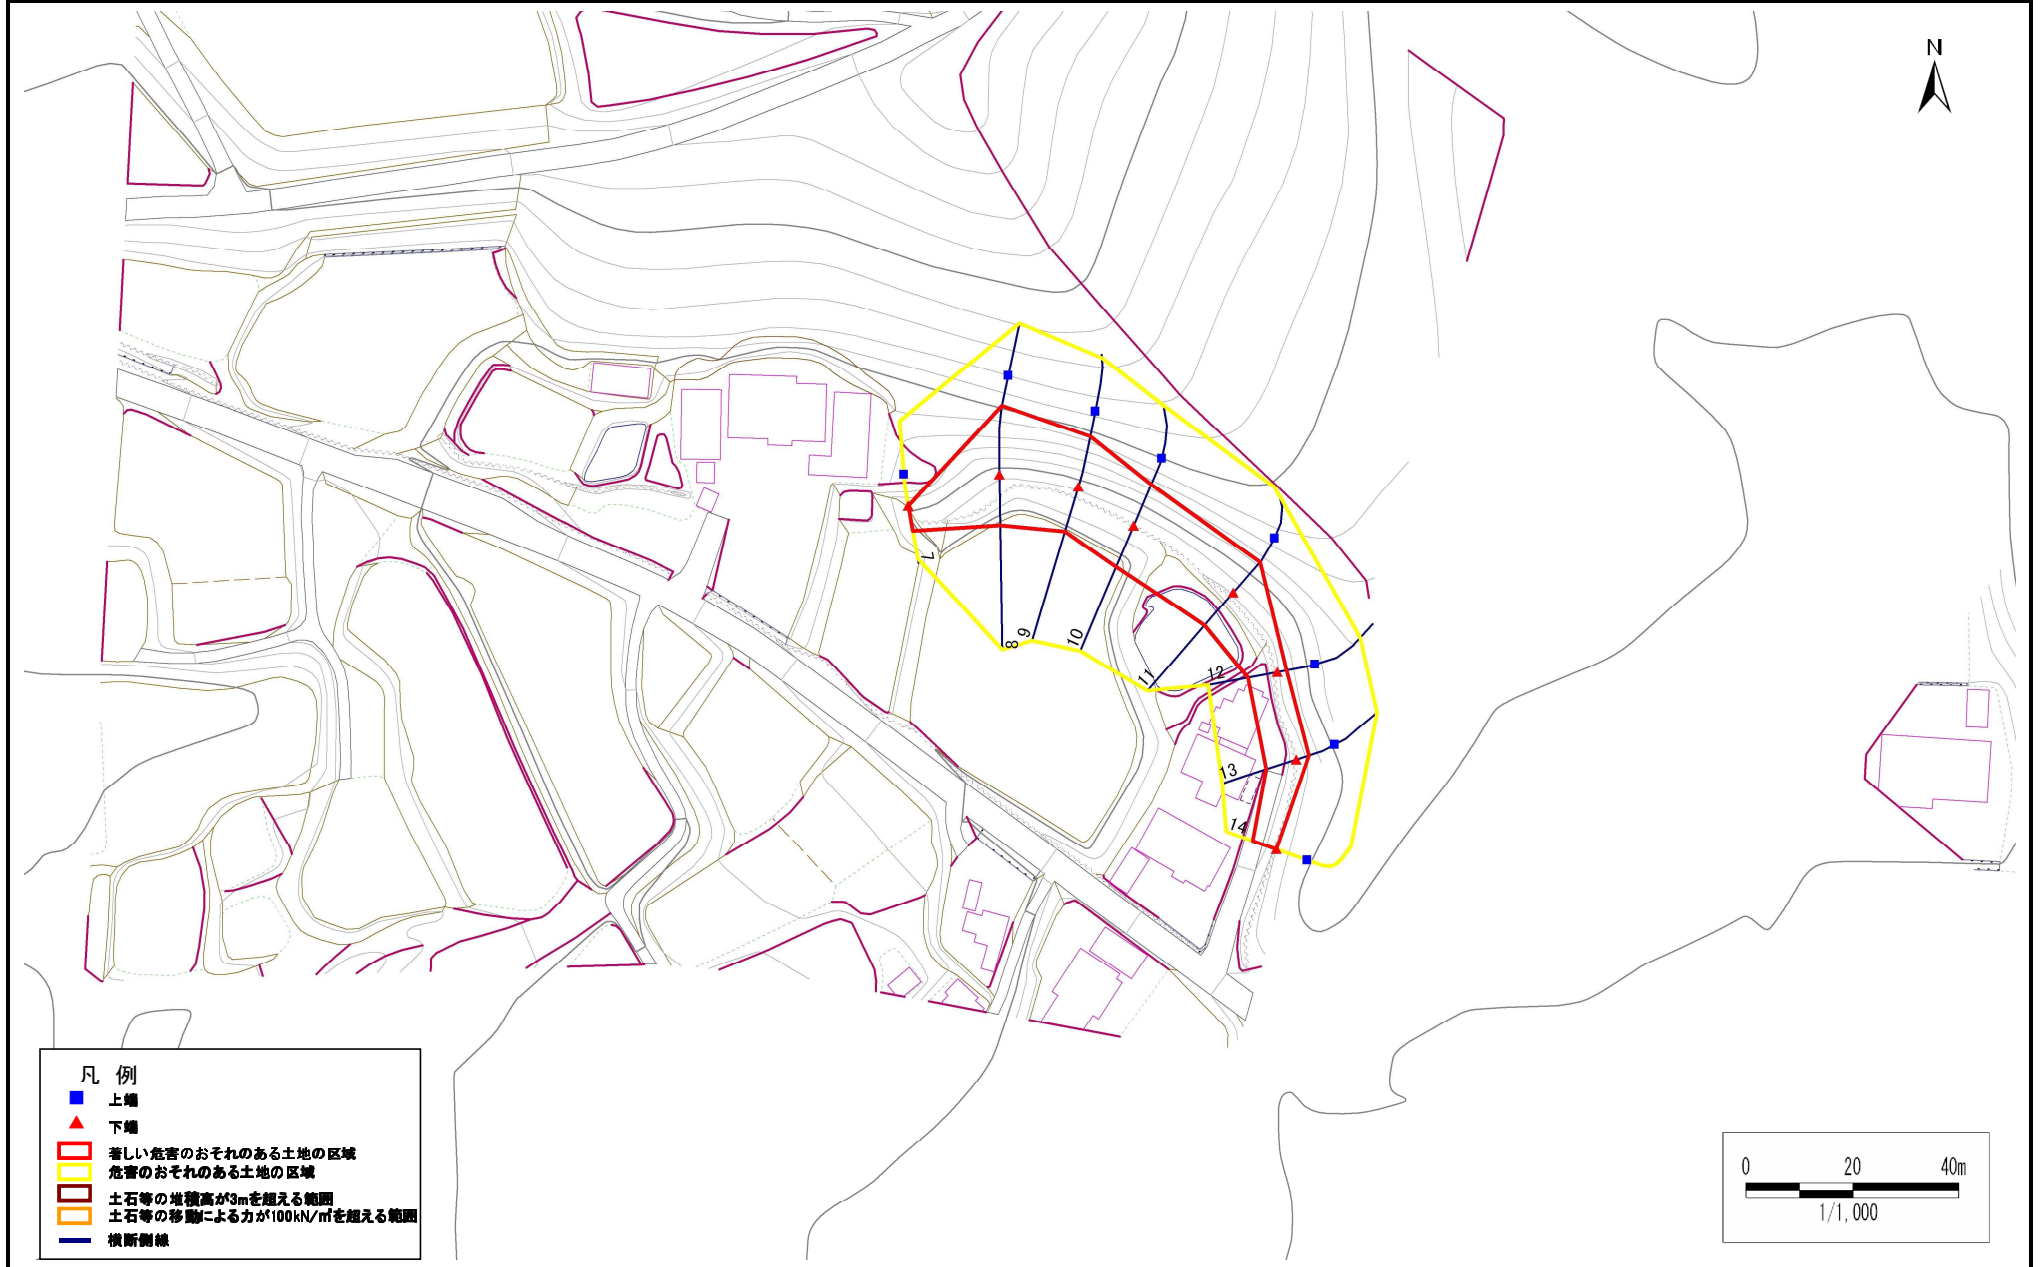 N
7
8
9
10
11
12
13
14
凡 例
上端
下端
著しい危害のおそれのある土地の区域
危害のおそれのある土地の区域
土石等の堆積高が3mを超える範囲
土石等の移動による力が100kN/㎡を超える範囲
横断側線
0 20 40m
1/1,000